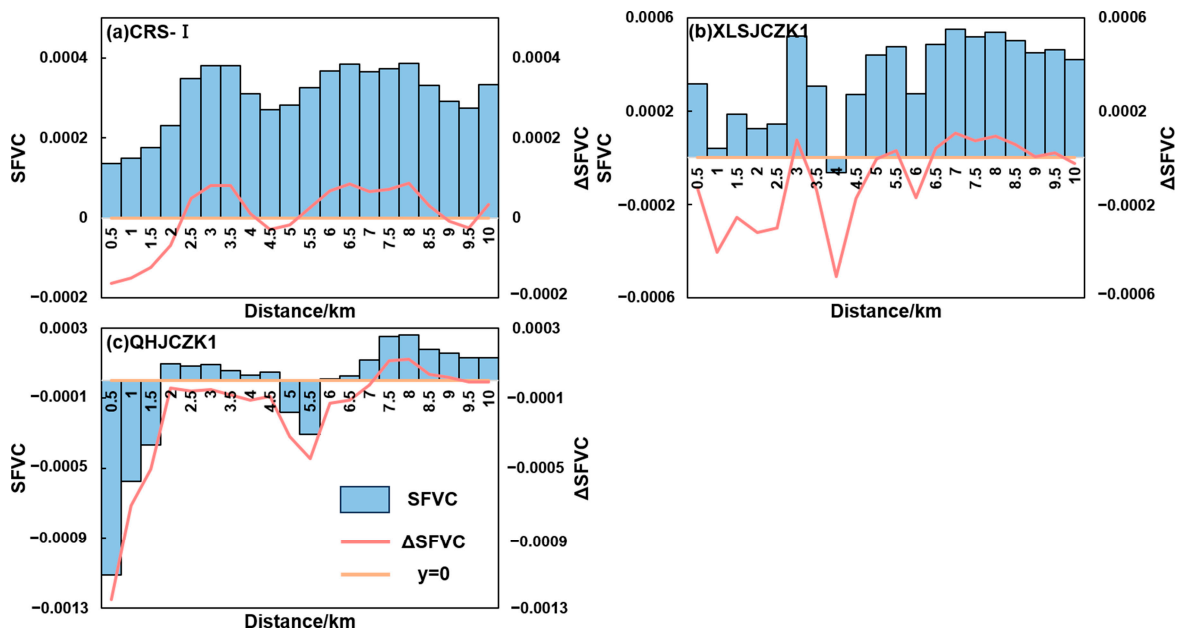 (a)CRS- I
0.0004
0.0002
0
−0.0002
SFVC
0.5 1 1.5 2 2.5 3 3.5 4 4.5 5 5.5 6 6.5 7 7.5 8 8.5 9 9.5 10
0.0004
0.0002
0
−0.0002
ΔSFVC
Distance/km
(b)XLSJCZK1
0.0006
0.0002
−0.0002
−0.0006
SFVC
0.5 1 1.5 2 2.5 3 3.5 4 4.5 5 5.5 6 6.5 7 7.5 8 8.5 9 9.5 10
0.0006
0.0002
−0.0002
−0.0006
ΔSFVC
Distance/km
(c)QHJCZK1
0.0003
−0.0001
−0.0005
−0.0009
−0.0013
SFVC
0.5 1 1.5 2 2.5 3 3.5 4 4.5 5 5.5 6 6.5 7 7.5 8 8.5 9 9.5 10
0.0003
−0.0001
−0.0005
−0.0009
−0.0013
ΔSFVC
SFVC
ΔSFVC
y=0
Distance/km